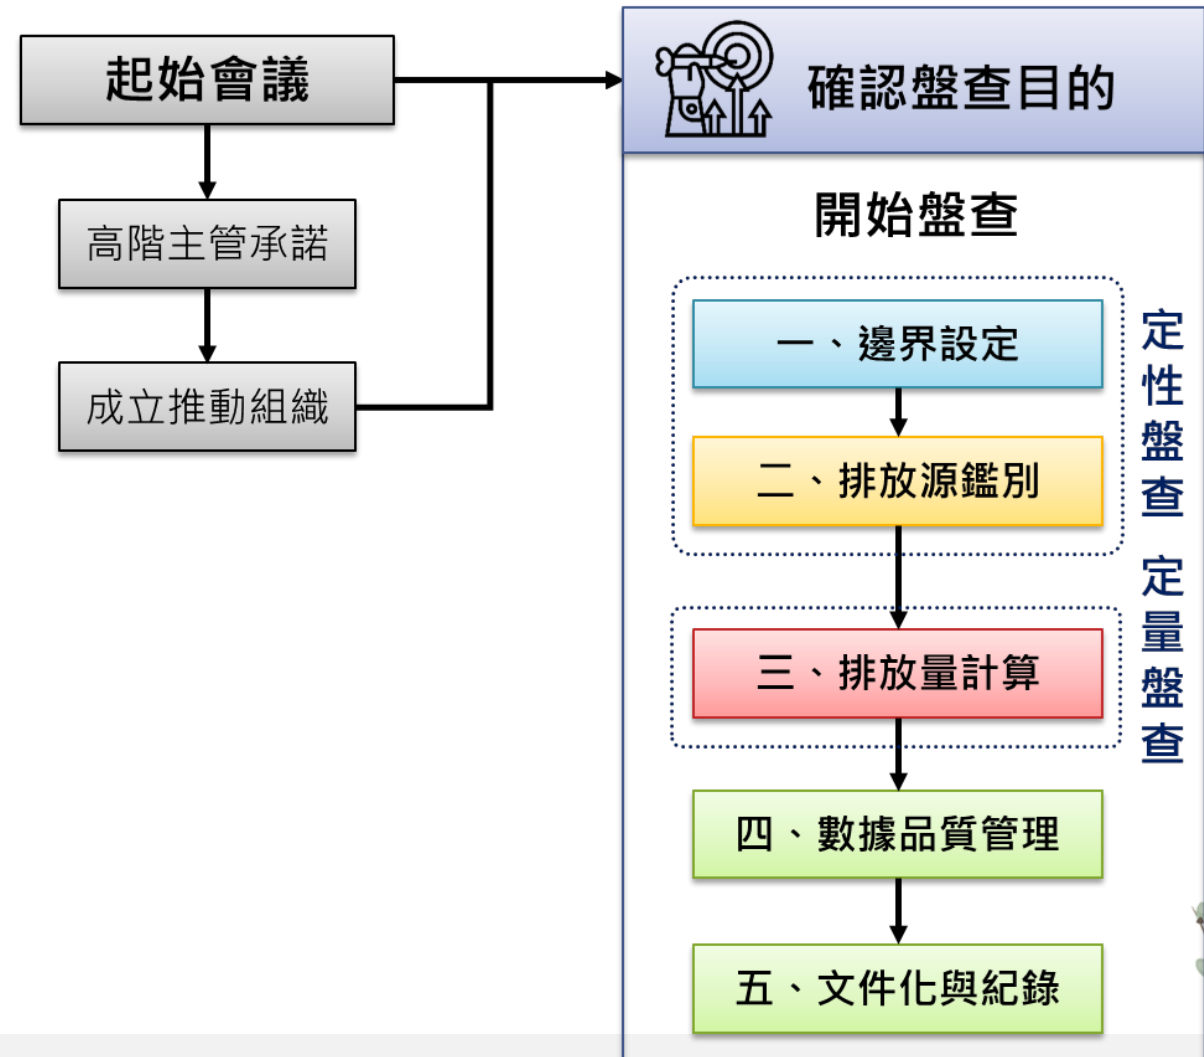 起始會議
高階主管承諾
成立推動組織
確認盤查目的
開始盤查
一、邊界設定
二、排放源鑑別
定性盤查
三、排放量計算
定量盤查
四、數據品質管理
五、文件化與紀錄